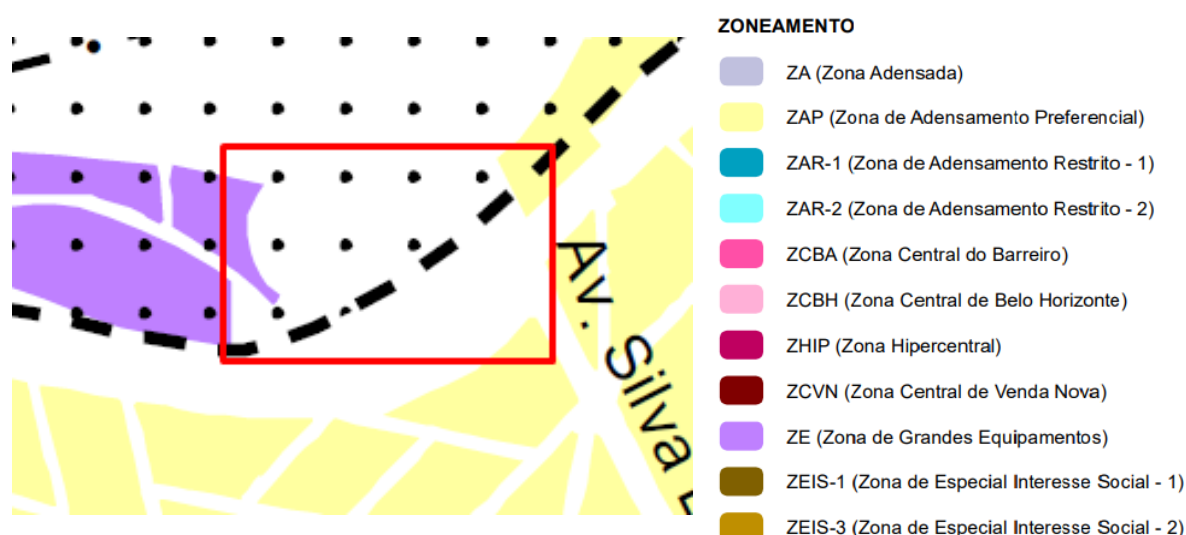 Av. Silva
ZONEAMENTO
ZA (Zona Adensada)
ZAP (Zona de Adensamento Preferencial)
ZAR-1 (Zona de Adensamento Restrito - 1)
ZAR-2 (Zona de Adensamento Restrito - 2)
ZCBA (Zona Central do Barreiro)
ZCBH (Zona Central de Belo Horizonte)
ZHIP (Zona Hipercentral)
ZCVN (Zona Central de Venda Nova)
ZE (Zona de Grandes Equipamentos)
ZEIS-1 (Zona de Especial Interesse Social - 1)
ZEIS-3 (Zona de Especial Interesse Social - 2)